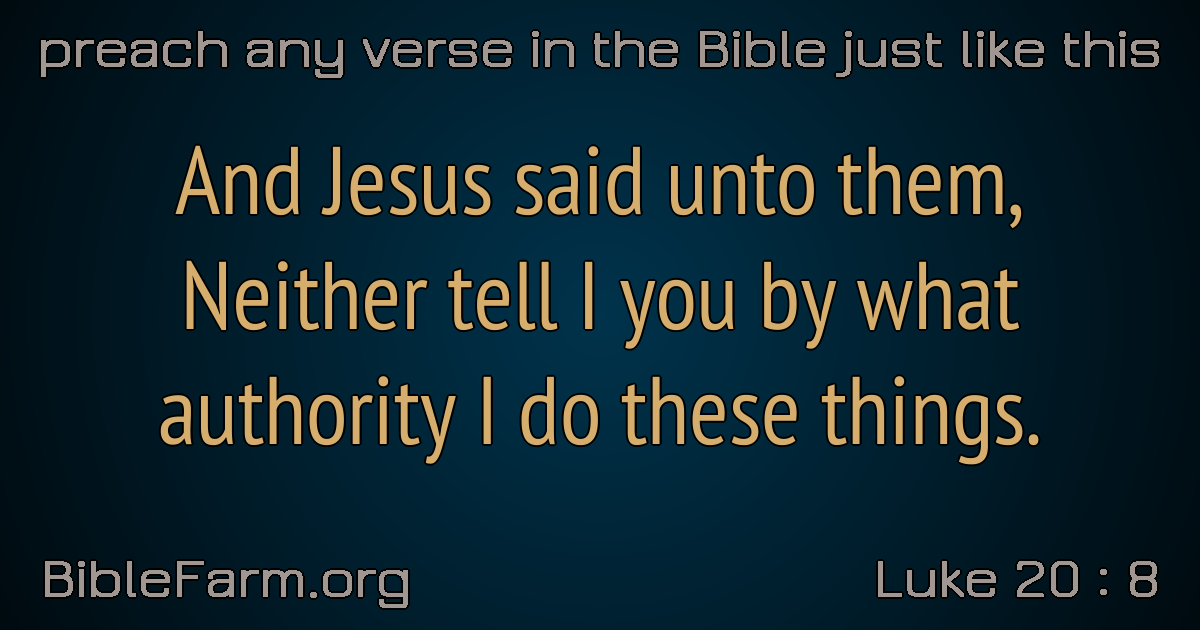 preach any verse in the Bible just like this
And Jesus said unto them,
Neither tell I you by what
authority I do these things.
BibleFarm.org
Luke 20 : 8